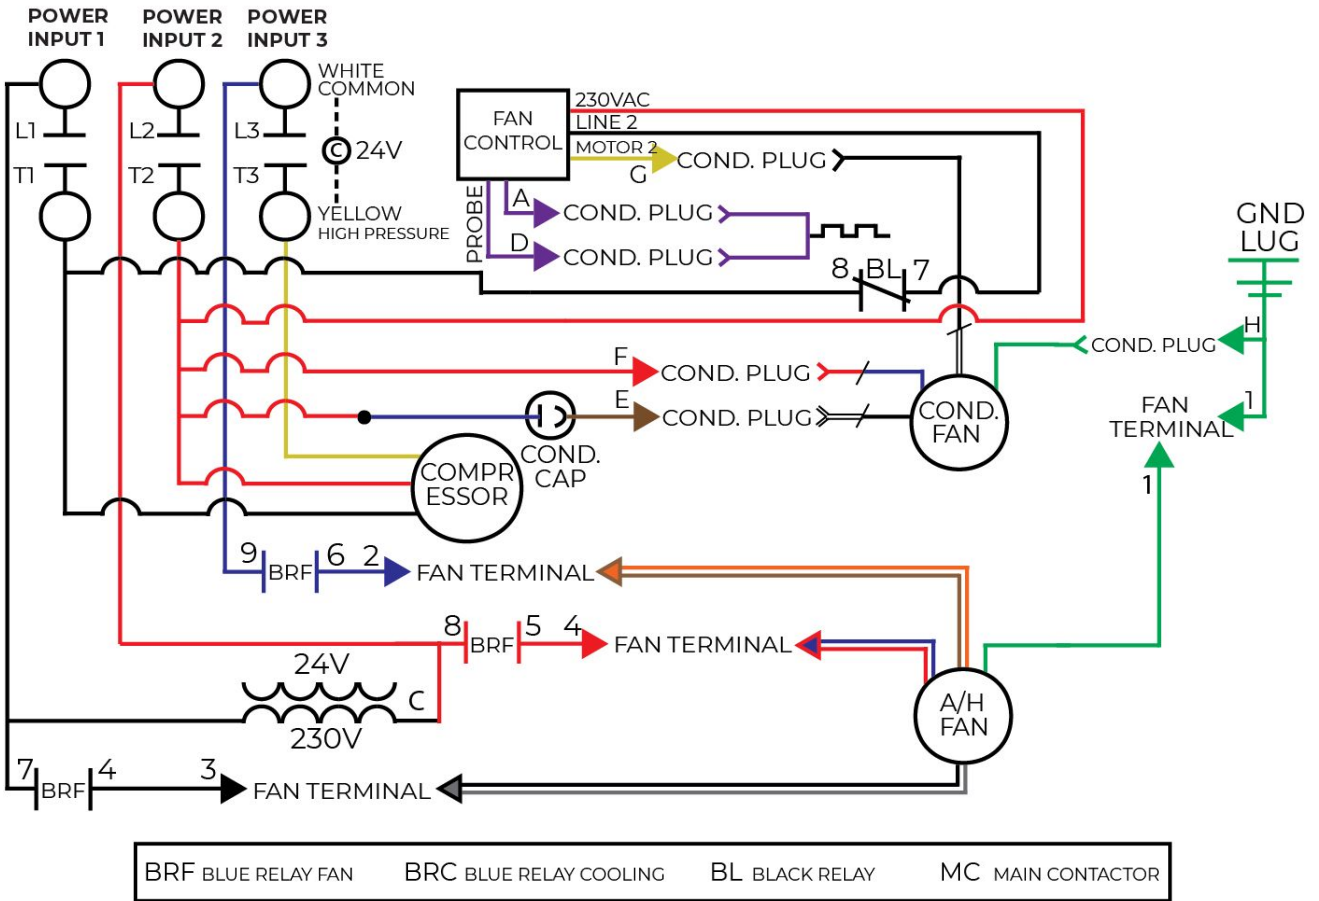 POWER
INPUT 1
POWER
INPUT 2
POWER
INPUT 3
WHITE
COMMON
L1
L2
L3
C 24V
T1
T2
T3
YELLOW
HIGH PRESSURE
FAN
CONTROL
230VAC
LINE 2
MOTOR 2
G
COND. PLUG
PROBE
A
COND. PLUG
D
COND. PLUG
8 BL 7
GND
LUG
H
COND. PLUG
1
FAN
TERMINAL
1
F
COND. PLUG
E
COND. PLUG
COND.
FAN
COND.
CAP
COMPR
ESSOR
9 BRF 6 2
FAN TERMINAL
8 BRF 5 4
FAN TERMINAL
24V
C
230V
A/H
FAN
7 BRF 4 3
FAN TERMINAL
BRF BLUE RELAY FAN BRC BLUE RELAY COOLING BL BLACK RELAY MC MAIN CONTACTOR